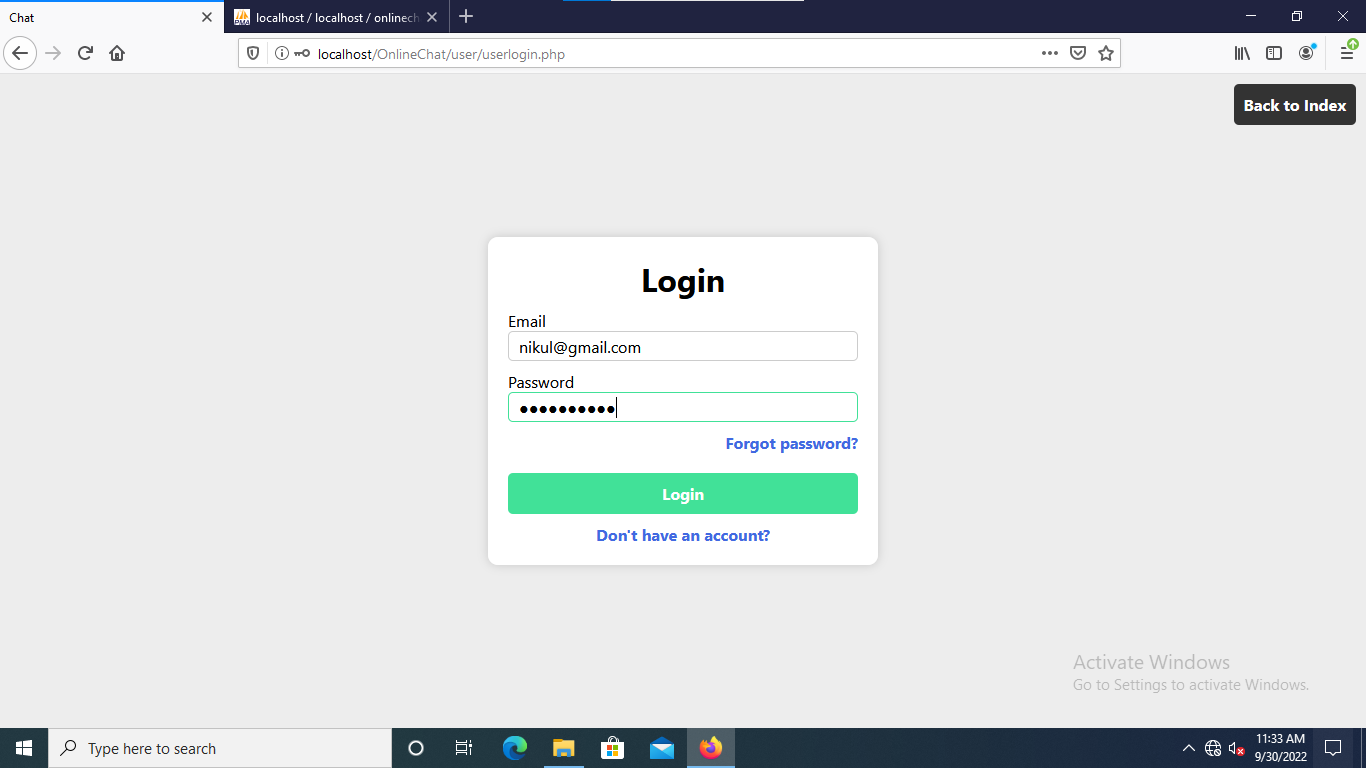 Chat
localhost / localhost / onlinech
localhost/OnlineChat/user/userlogin.php
Back to Index
Login
Email
nikul@gmail.com
Password
●●●●●●●●●●
Forgot password?
Login
Don't have an account?
Activate Windows
Go to Settings to activate Windows.
Type here to search
11:33 AM
9/30/2022